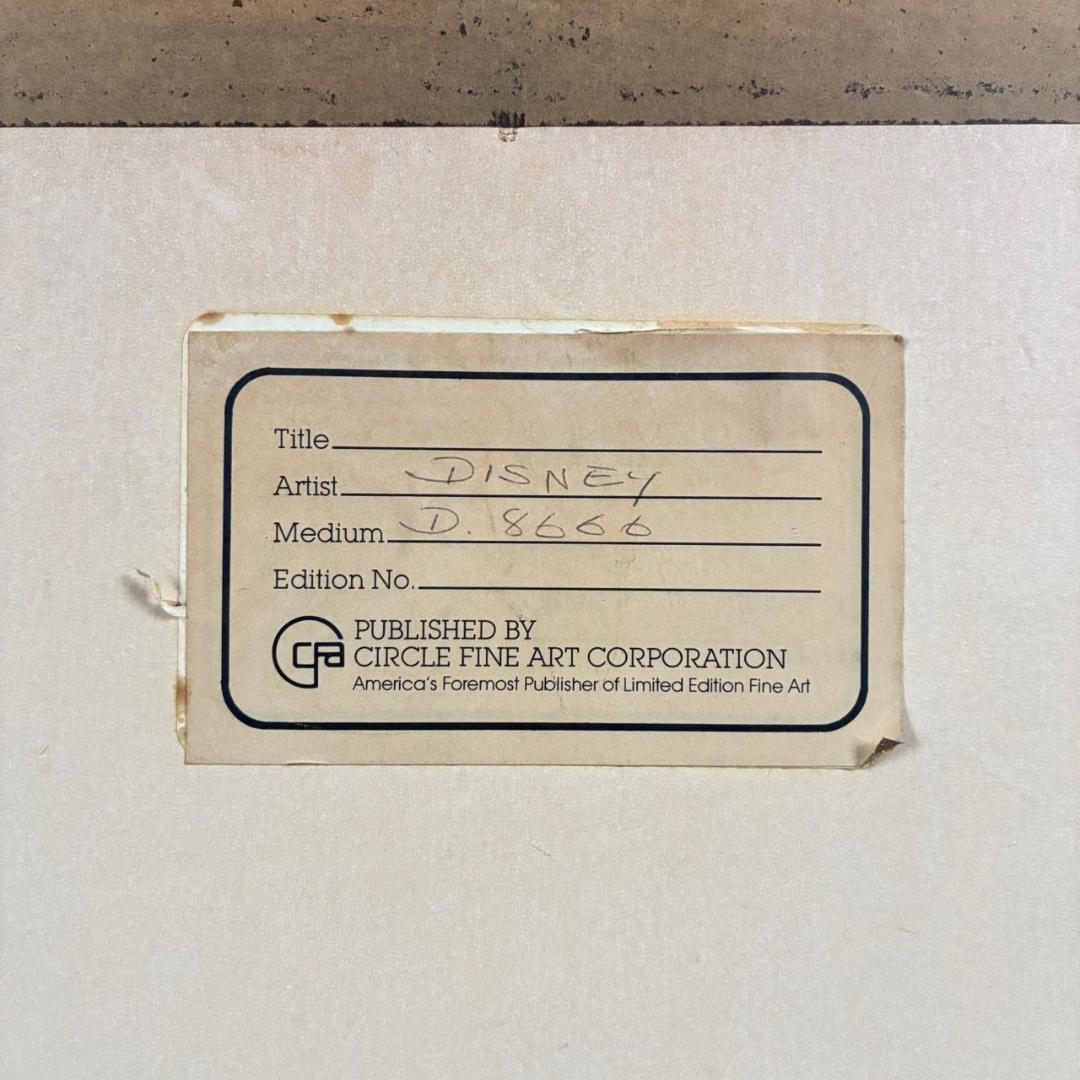 Title
Artist DISNEY
Medium D. 8666
Edition No.
cfa
PUBLISHED BY
CIRCLE FINE ART CORPORATION
America's Foremost Publisher of Limited Edition Fine Art